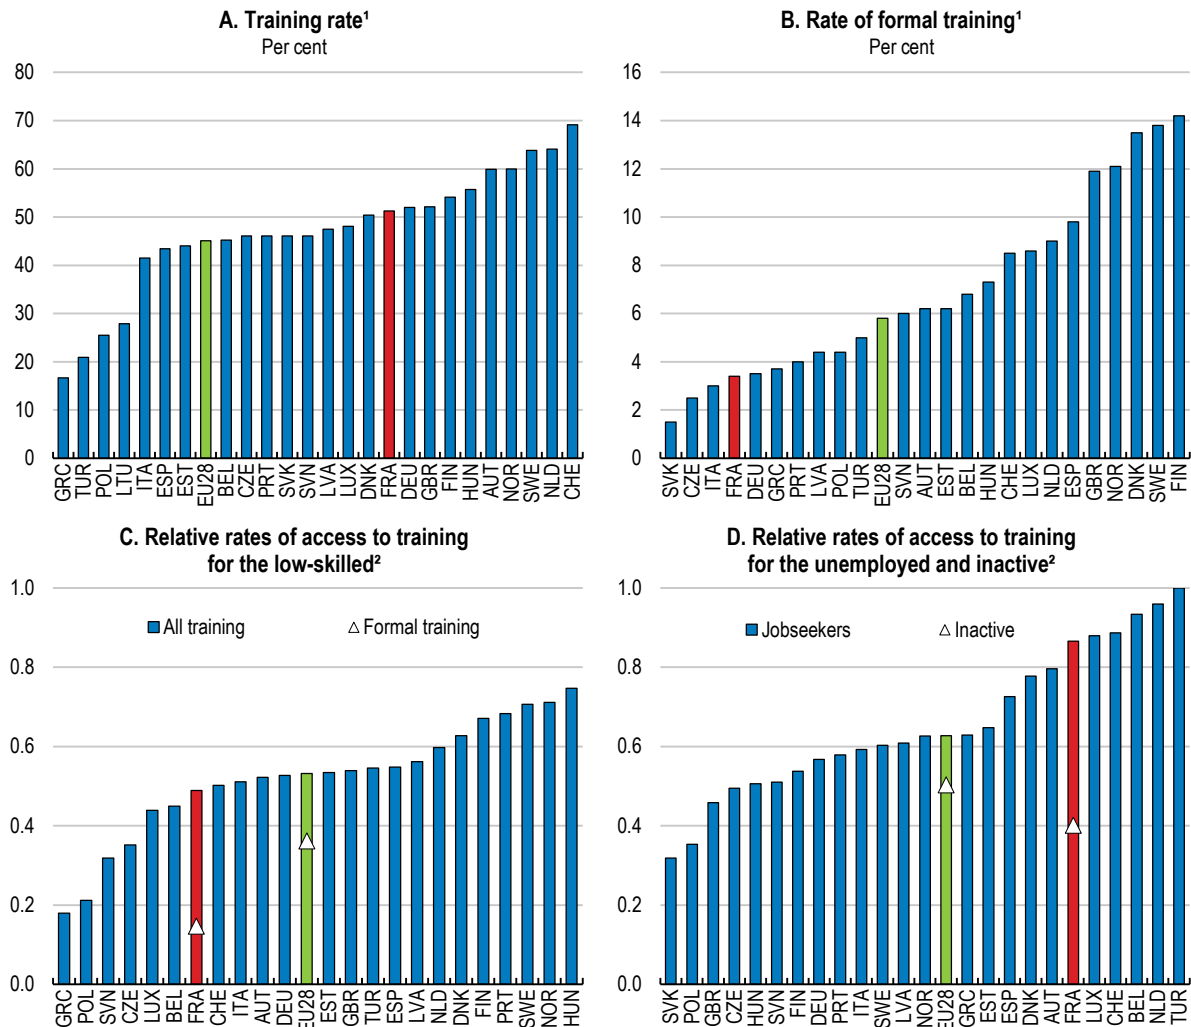 A. Training rate¹
Per cent
80
70
60
50
40
30
20
10
0
GRC TUR POL LTU ITA ESP EST EU28 BEL CZE PRT SVK SVN LVA LUX DNK FRA DEU GBR FIN HUN AUT NOR SWE NLD CHE
B. Rate of formal training¹
Per cent
16
14
12
10
8
6
4
2
0
SVK CZE ITA FRA DEU GRC PRT LVA POL TUR EU28 SVN AUT EST BEL HUN CHE LUX NLD ESP GBR NOR DNK SWE FIN
C. Relative rates of access to training
for the low-skilled²
All training
Formal training
1.0
0.8
0.6
0.4
0.2
0.0
GRC POL SVN CZE LUX BEL FRA CHE ITA AUT DEU EU28 EST GBR TUR ESP LVA NLD DNK FIN PRT SWE NOR HUN
D. Relative rates of access to training
for the unemployed and inactive²
Jobseekers
Inactive
1.0
0.8
0.6
0.4
0.2
0.0
SVK POL GBR CZE HUN SVN FIN DEU PRT ITA SWE LVA NOR EU28 GRC EST ESP DNK AUT FRA LUX CHE BEL NLD TUR